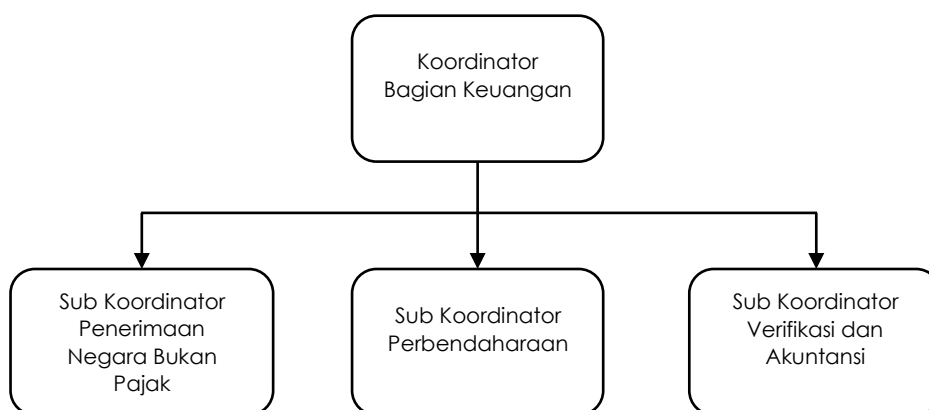 Koordinator
Bagian Keuangan
Sub Koordinator
Penerimaan
Negara Bukan
Pajak
Sub Koordinator
Perbendaharaan
Sub Koordinator
Verifikasi dan
Akuntansi